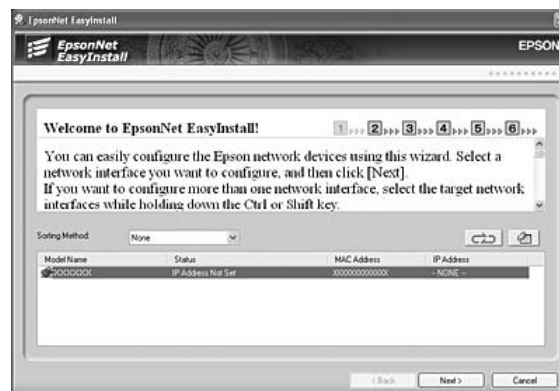 EpsonNet EasyInstall
EpsonNet
EasyInstall
EPSON
Welcome to EpsonNet EasyInstall!
1 2 3 4 5 6
You can easily configure the Epson network devices using this wizard. Select a
network interface you want to configure, and then click [Next].
If you want to configure more than one network interface, select the target network
interfaces while holding down the Ctrl or Shift key.
Sorting Method: None
Model Name Status MAC Address IP Address
XXXXXXX IP Address Not Set XXXXXXXXXXXX -- NONE --
< Back Next > Cancel